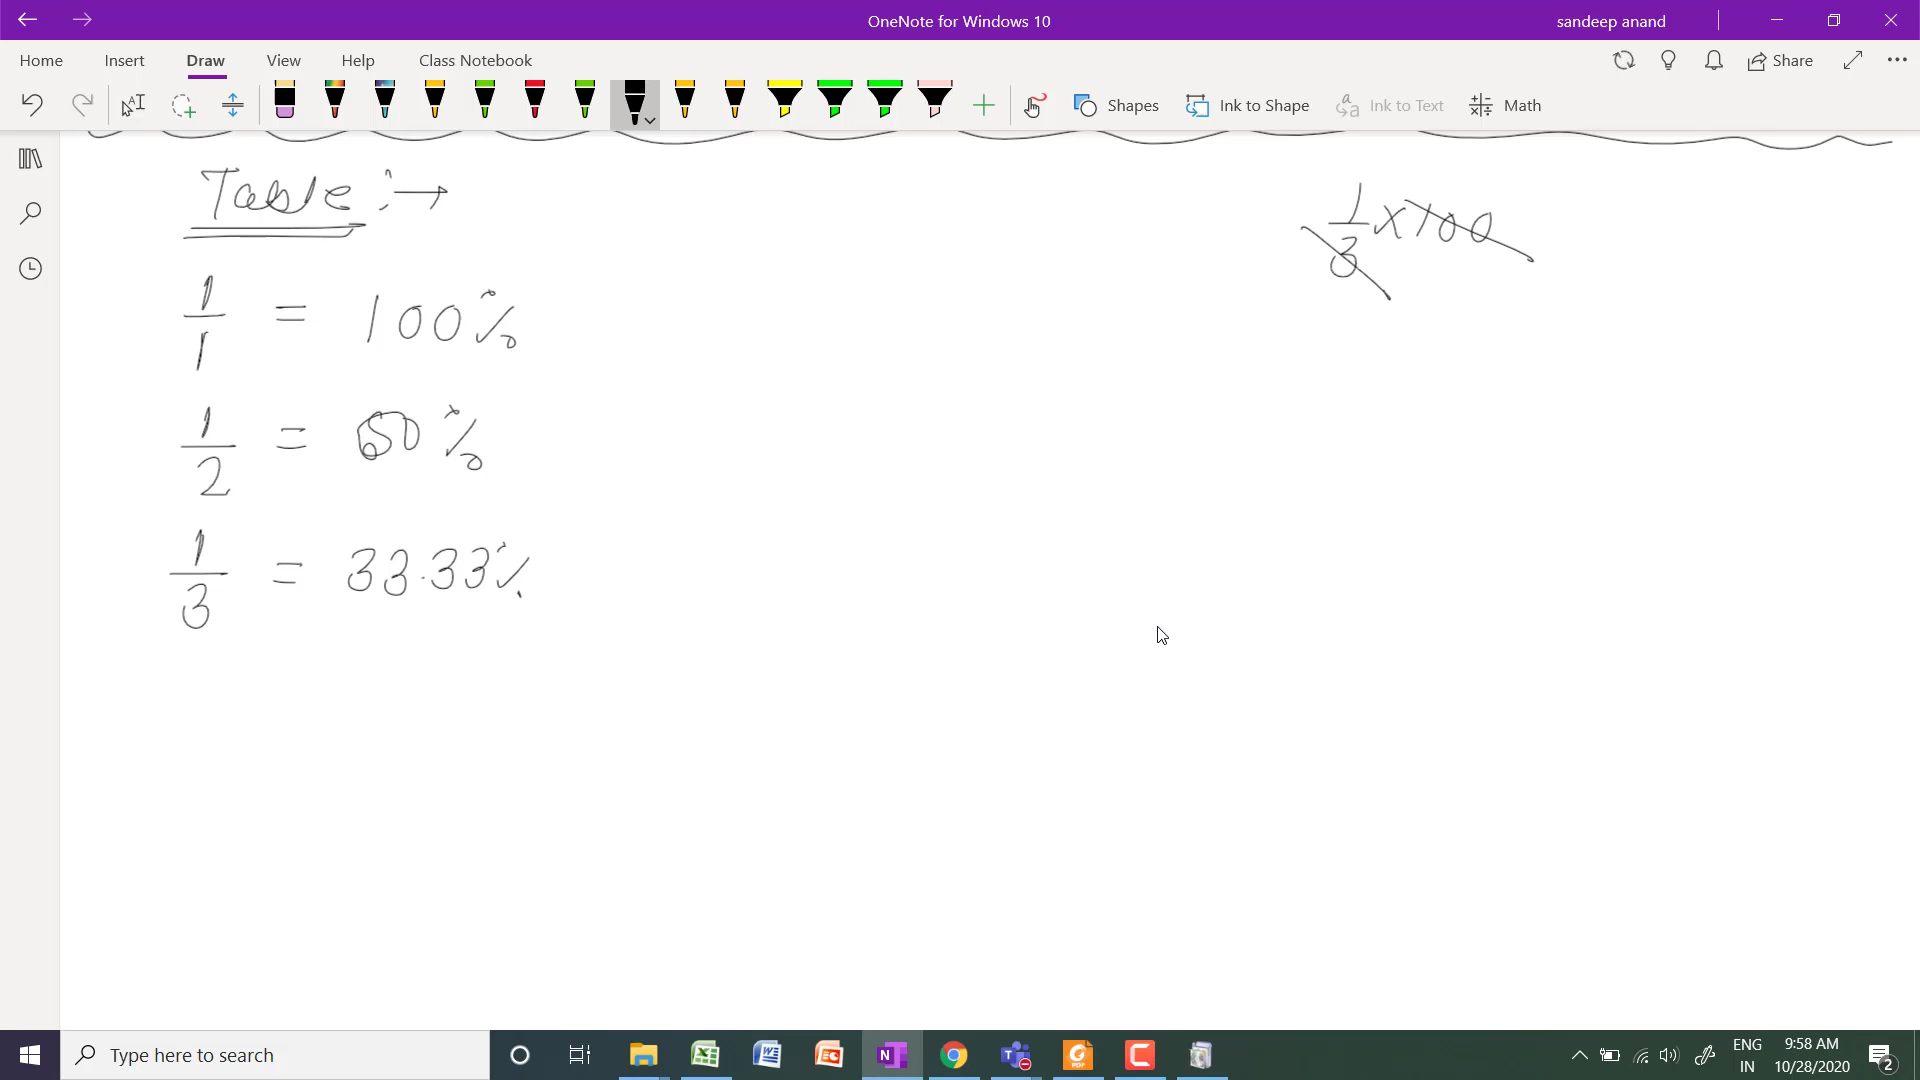 OneNote for Windows 10
sandeep anand
Home Insert Draw View Help Class Notebook
Share
Shapes Ink to Shape Ink to Text Math
Table :→
1/3 x 100
1/1 = 100%
1/2 = 50%
1/3 = 33.33%
Type here to search
ENG 9:58 AM
IN 10/28/2020 2